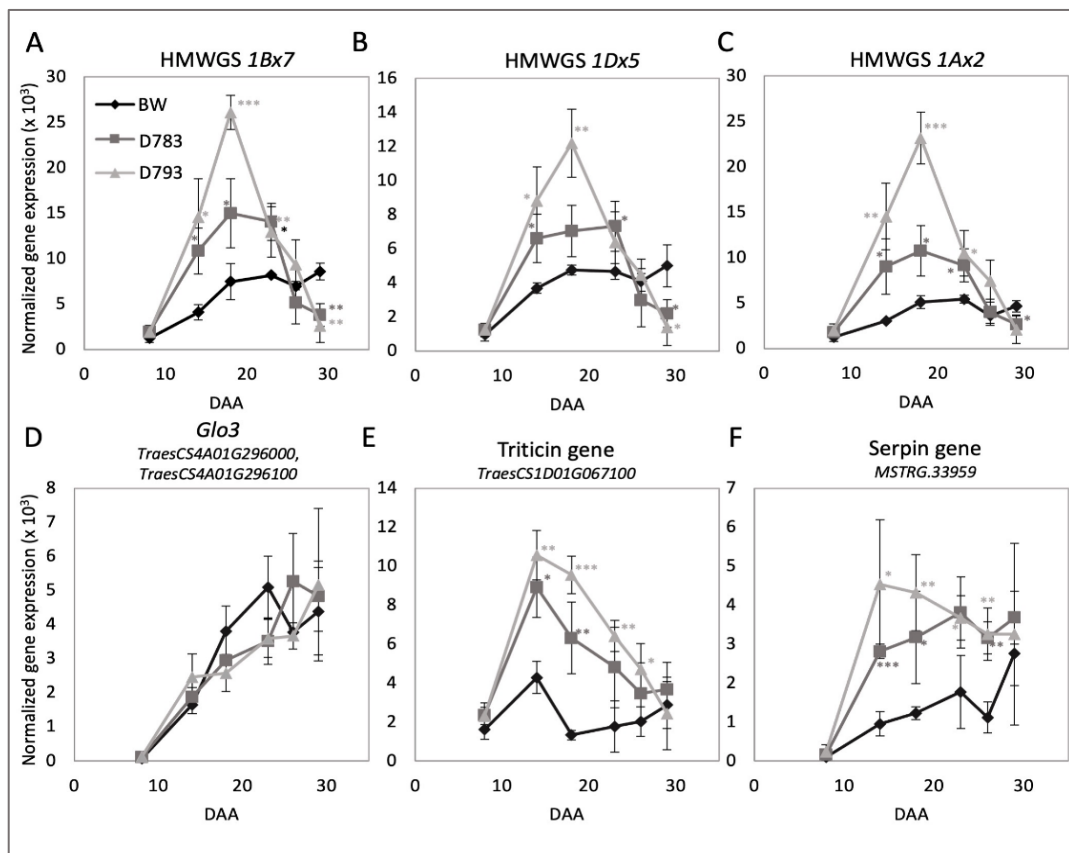 A
HMWGS 1Bx7
Normalized gene expression (x 10³)
30
25
20
15
10
5
0
BW
D783
D793
***
*
*
*
**
*
**
**
0 10 20 30
DAA
B
HMWGS 1Dx5
16
14
12
10
8
6
4
2
0
**
*
*
*
*
*
0 10 20 30
DAA
C
HMWGS 1Ax2
30
25
20
15
10
5
0
***
**
*
*
*
*
*
0 10 20 30
DAA
D
Glo3
TraesCS4A01G296000,
TraesCS4A01G296100
Normalized gene expression (x 10³)
8
7
6
5
4
3
2
1
0
0 10 20 30
DAA
E
Triticin gene
TraesCS1D01G067100
14
12
10
8
6
4
2
0
**
***
*
**
**
*
0 10 20 30
DAA
F
Serpin gene
MSTRG.33959
7
6
5
4
3
2
1
0
*
**
**
*
*
**
***
0 10 20 30
DAA